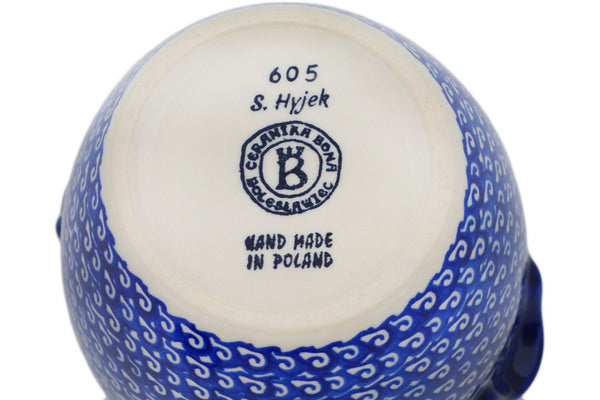 605
S. Hyjek
CERAMIKA BONA
B
BOLESŁAWIEC
HAND MADE
IN POLAND